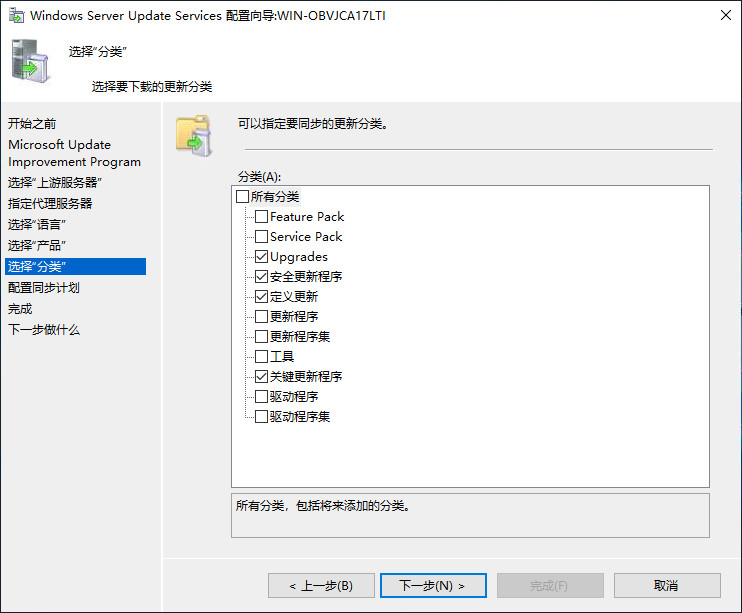 Windows Server Update Services 配置向导:WIN-OBVJCA17LTI
选择“分类”
选择要下载的更新分类
开始之前
Microsoft Update
Improvement Program
选择“上游服务器”
指定代理服务器
选择“语言”
选择“产品”
选择“分类”
配置同步计划
完成
下一步做什么
可以指定要同步的更新分类。
分类(A):
所有分类
Feature Pack
Service Pack
Upgrades
安全更新程序
定义更新
更新程序
更新程序集
工具
关键更新程序
驱动程序
驱动程序集
所有分类，包括将来添加的分类。
< 上一步(B)
下一步(N) >
完成(F)
取消